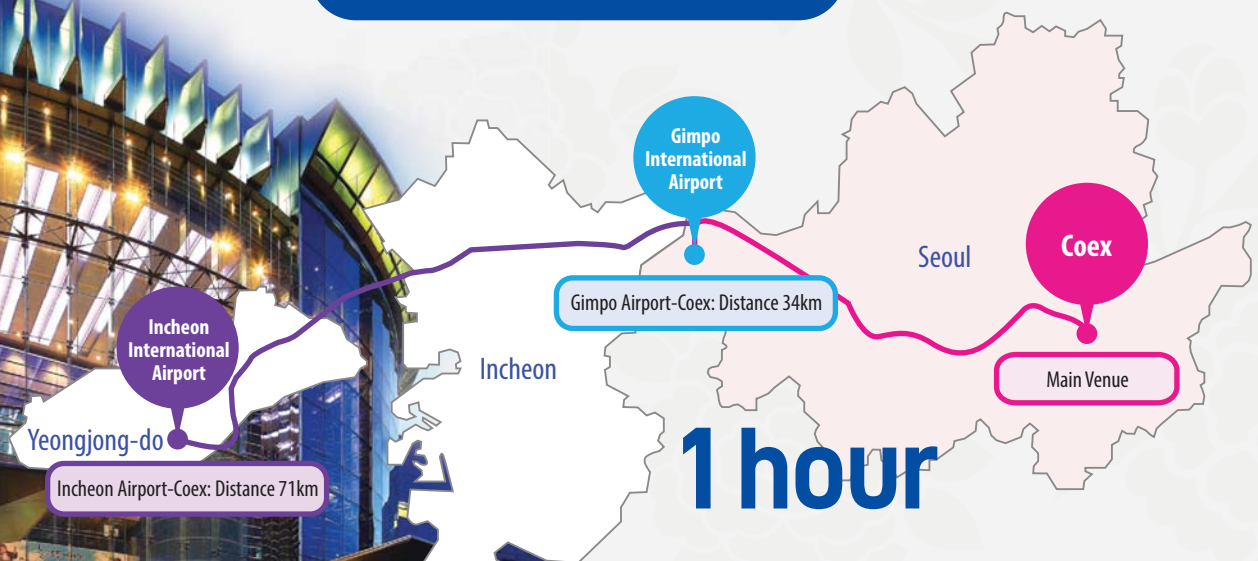 Gimpo
International
Airport
Coex
Seoul
Gimpo Airport-Coex: Distance 34km
Incheon
International
Airport
Incheon
Main Venue
Yeongjong-do
1 hour
Incheon Airport-Coex: Distance 71km